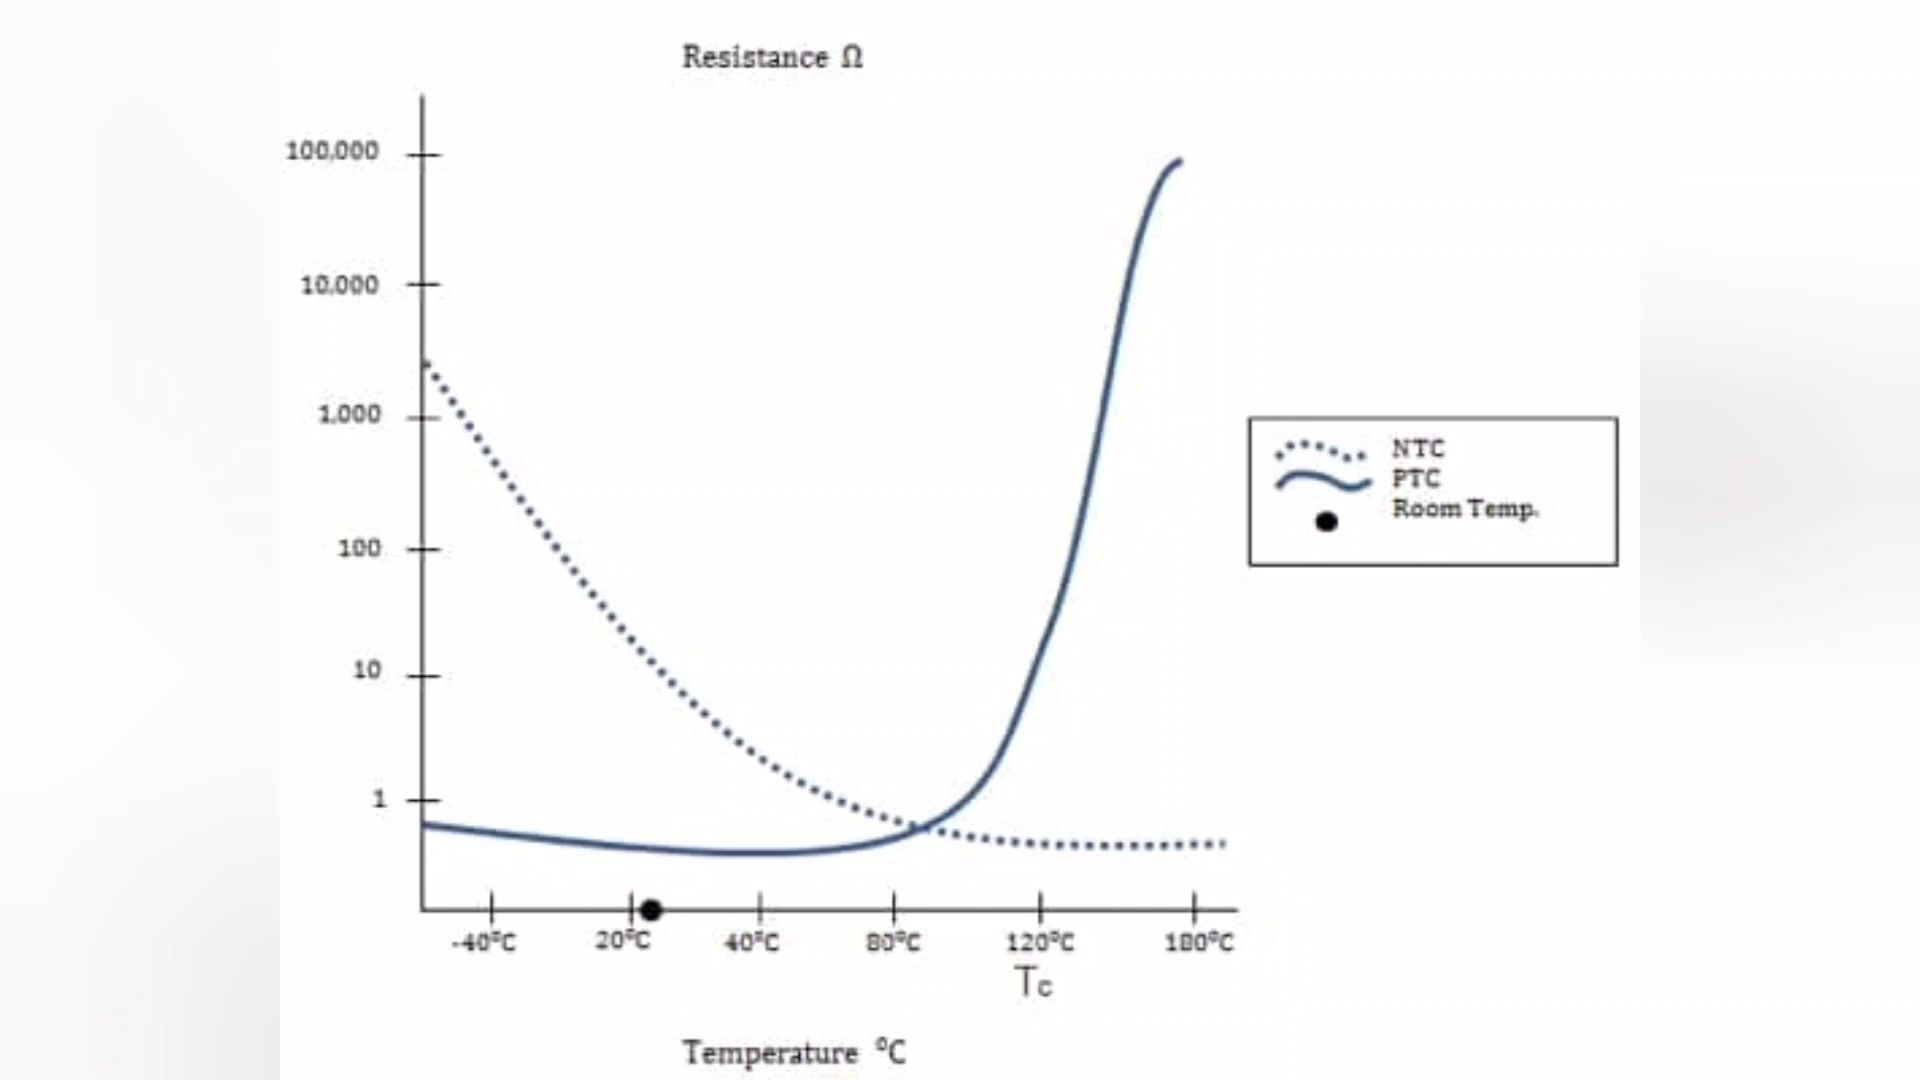 Resistance Ω
100,000
10,000
1,000
100
10
1
-40°C 20°C 40°C 80°C 120°C 180°C
Tc
Temperature °C
NTC
PTC
Room Temp.